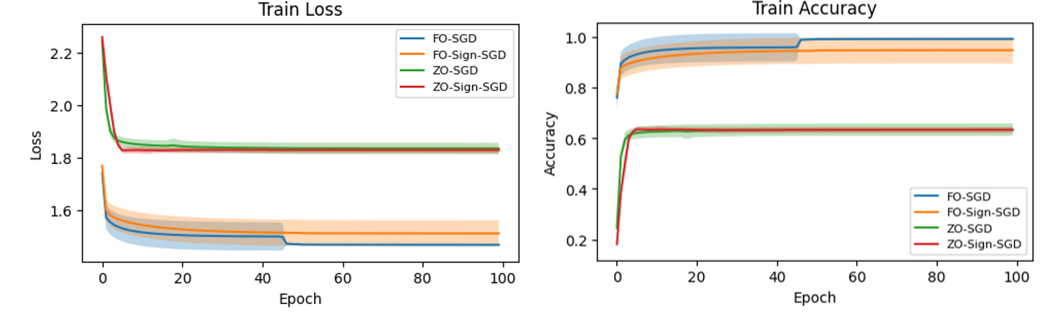 Train Loss
2.2
2.0
1.8
1.6
Loss
0 20 40 60 80 100
Epoch
FO-SGD
FO-Sign-SGD
ZO-SGD
ZO-Sign-SGD
Train Accuracy
1.0
0.8
0.6
0.4
0.2
Accuracy
0 20 40 60 80 100
Epoch
FO-SGD
FO-Sign-SGD
ZO-SGD
ZO-Sign-SGD